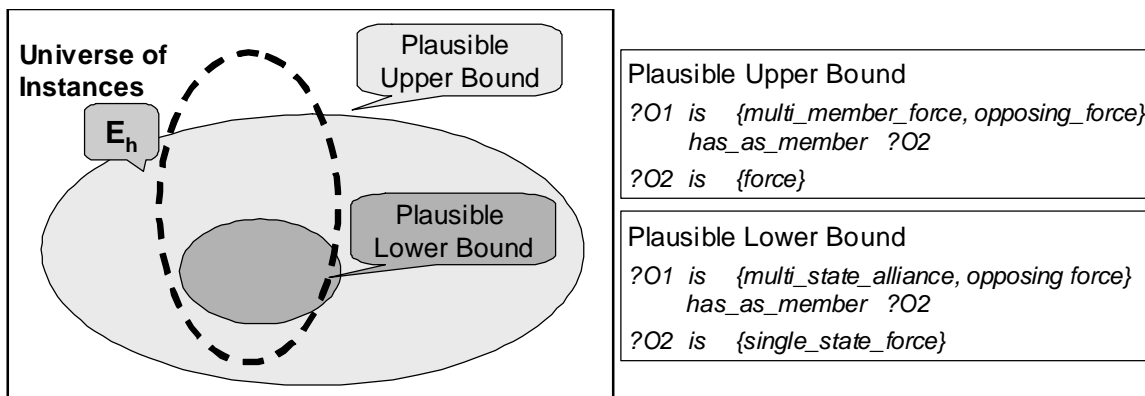 Universe of
Instances
Plausible
Upper Bound
Eh
Plausible
Lower Bound
Plausible Upper Bound
?O1 is {multi_member_force, opposing_force}
has_as_member ?O2
?O2 is {force}
Plausible Lower Bound
?O1 is {multi_state_alliance, opposing force}
has_as_member ?O2
?O2 is {single_state_force}